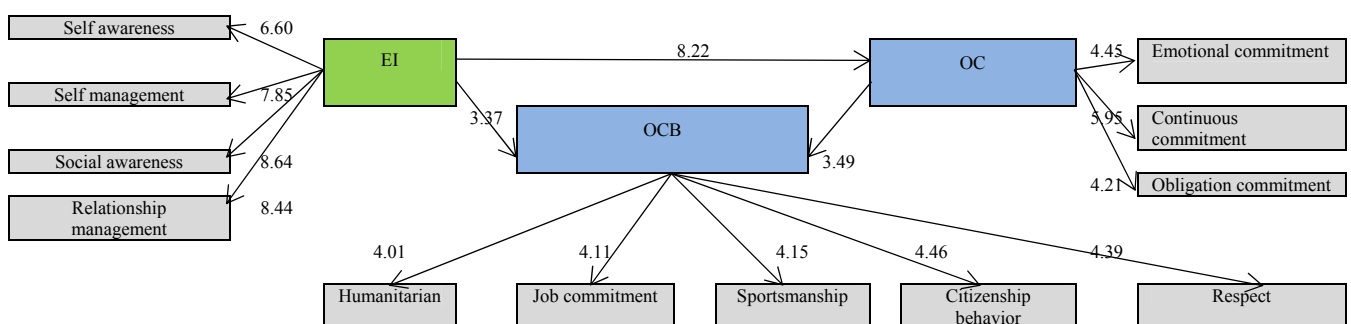 Self awareness
6.60
EI
8.22
OC
4.45
Emotional commitment
Self management
7.85
3.37
OCB
5.95
Continuous
commitment
Social awareness
8.64
3.49
4.21
Obligation commitment
Relationship
management
8.44
4.01
4.11
4.15
4.46
4.39
Humanitarian
Job commitment
Sportsmanship
Citizenship
behavior
Respect